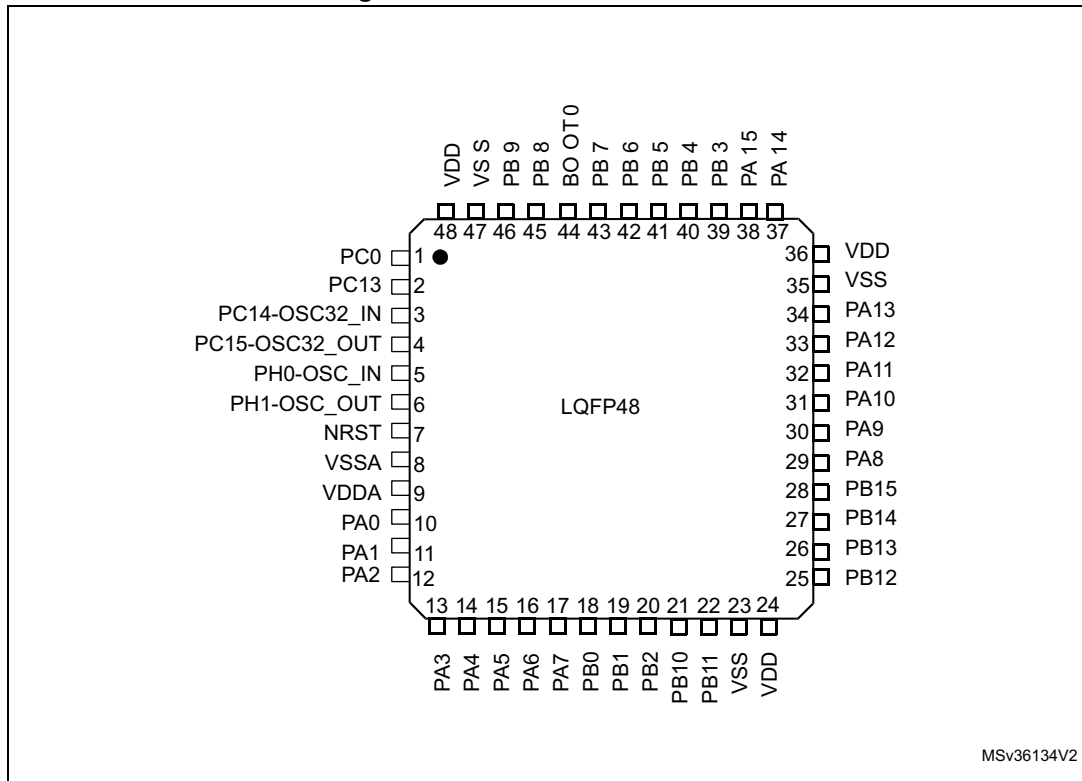 VDD
VS S
PB 9
PB 8
BO OT 0
PB 7
PB 6
PB 5
PB 4
PB 3
PA 15
PA 14
48 47 46 45 44 43 42 41 40 39 38 37
PC0 1
PC13 2
PC14-OSC32_IN 3
PC15-OSC32_OUT 4
PH0-OSC_IN 5
PH1-OSC_OUT 6
NRST 7
VSSA 8
VDDA 9
PA0 10
PA1 11
PA2 12
LQFP48
36 VDD
35 VSS
34 PA13
33 PA12
32 PA11
31 PA10
30 PA9
29 PA8
28 PB15
27 PB14
26 PB13
25 PB12
13 14 15 16 17 18 19 20 21 22 23 24
PA3
PA4
PA5
PA6
PA7
PB0
PB1
PB2
PB10
PB11
VSS
VDD
MSv36134V2